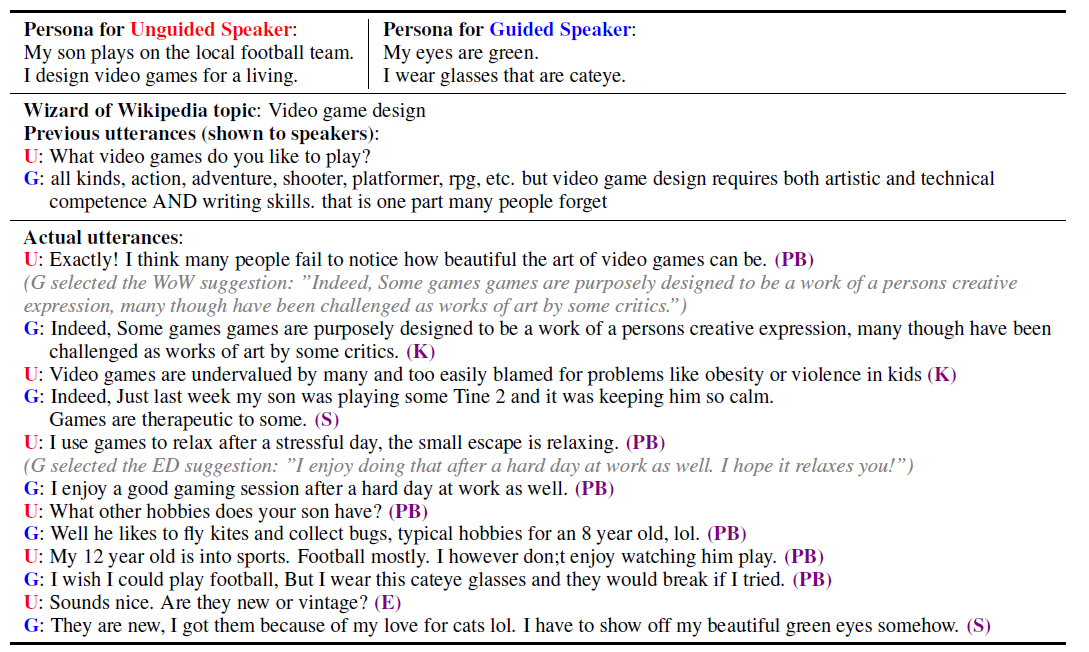 Persona for Unguided Speaker:
My son plays on the local football team.
I design video games for a living.
Persona for Guided Speaker:
My eyes are green.
I wear glasses that are cateye.
Wizard of Wikipedia topic: Video game design
Previous utterances (shown to speakers):
U: What video games do you like to play?
G: all kinds, action, adventure, shooter, platformer, rpg, etc. but video game design requires both artistic and technical
competence AND writing skills. that is one part many people forget
Actual utterances:
U: Exactly! I think many people fail to notice how beautiful the art of video games can be. (PB)
(G selected the WoW suggestion: ”Indeed, Some games games are purposely designed to be a work of a persons creative
expression, many though have been challenged as works of art by some critics.”)
G: Indeed, Some games games are purposely designed to be a work of a persons creative expression, many though have been
challenged as works of art by some critics. (K)
U: Video games are undervalued by many and too easily blamed for problems like obesity or violence in kids (K)
G: Indeed, Just last week my son was playing some Tine 2 and it was keeping him so calm.
Games are therapeutic to some. (S)
U: I use games to relax after a stressful day, the small escape is relaxing. (PB)
(G selected the ED suggestion: ”I enjoy doing that after a hard day at work as well. I hope it relaxes you!”)
G: I enjoy a good gaming session after a hard day at work as well. (PB)
U: What other hobbies does your son have? (PB)
G: Well he likes to fly kites and collect bugs, typical hobbies for an 8 year old, lol. (PB)
U: My 12 year old is into sports. Football mostly. I however don;t enjoy watching him play. (PB)
G: I wish I could play football, But I wear this cateye glasses and they would break if I tried. (PB)
U: Sounds nice. Are they new or vintage? (E)
G: They are new, I got them because of my love for cats lol. I have to show off my beautiful green eyes somehow. (S)